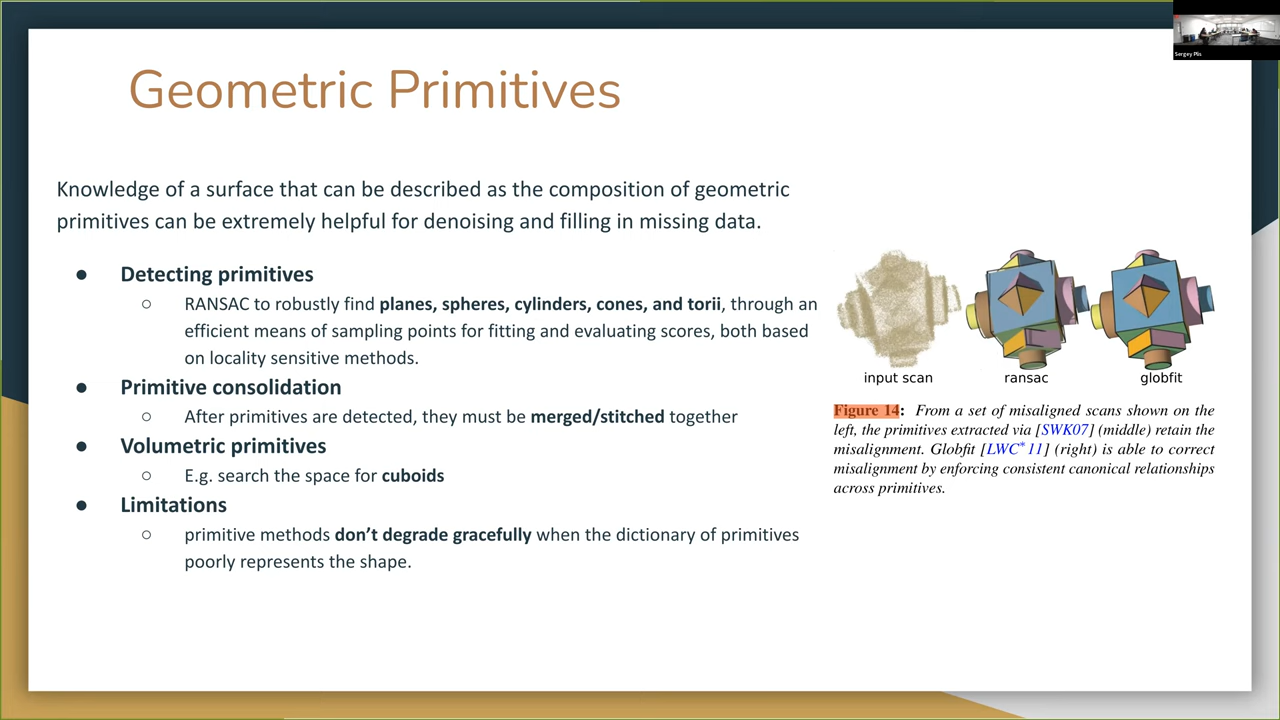 Sergey Plis
Geometric Primitives
Knowledge of a surface that can be described as the composition of geometric
primitives can be extremely helpful for denoising and filling in missing data.
● Detecting primitives
○ RANSAC to robustly find planes, spheres, cylinders, cones, and torii, through an
efficient means of sampling points for fitting and evaluating scores, both based
on locality sensitive methods.
● Primitive consolidation
○ After primitives are detected, they must be merged/stitched together
● Volumetric primitives
○ E.g. search the space for cuboids
● Limitations
○ primitive methods don’t degrade gracefully when the dictionary of primitives
poorly represents the shape.
input scan ransac globfit
Figure 14: From a set of misaligned scans shown on the
left, the primitives extracted via [SWK07] (middle) retain the
misalignment. Globfit [LWC*11] (right) is able to correct
misalignment by enforcing consistent canonical relationships
across primitives.